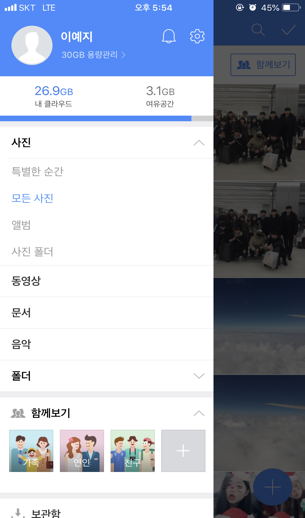 SKT LTE 오후 5:54 45%
이예지
30GB 용량관리 >
26.9GB 3.1GB
내 클라우드 여유공간
함께보기
사진
특별한 순간
모든 사진
앨범
사진 폴더
동영상
문서
음악
폴더
함께보기
가족 연인 친구
보관함